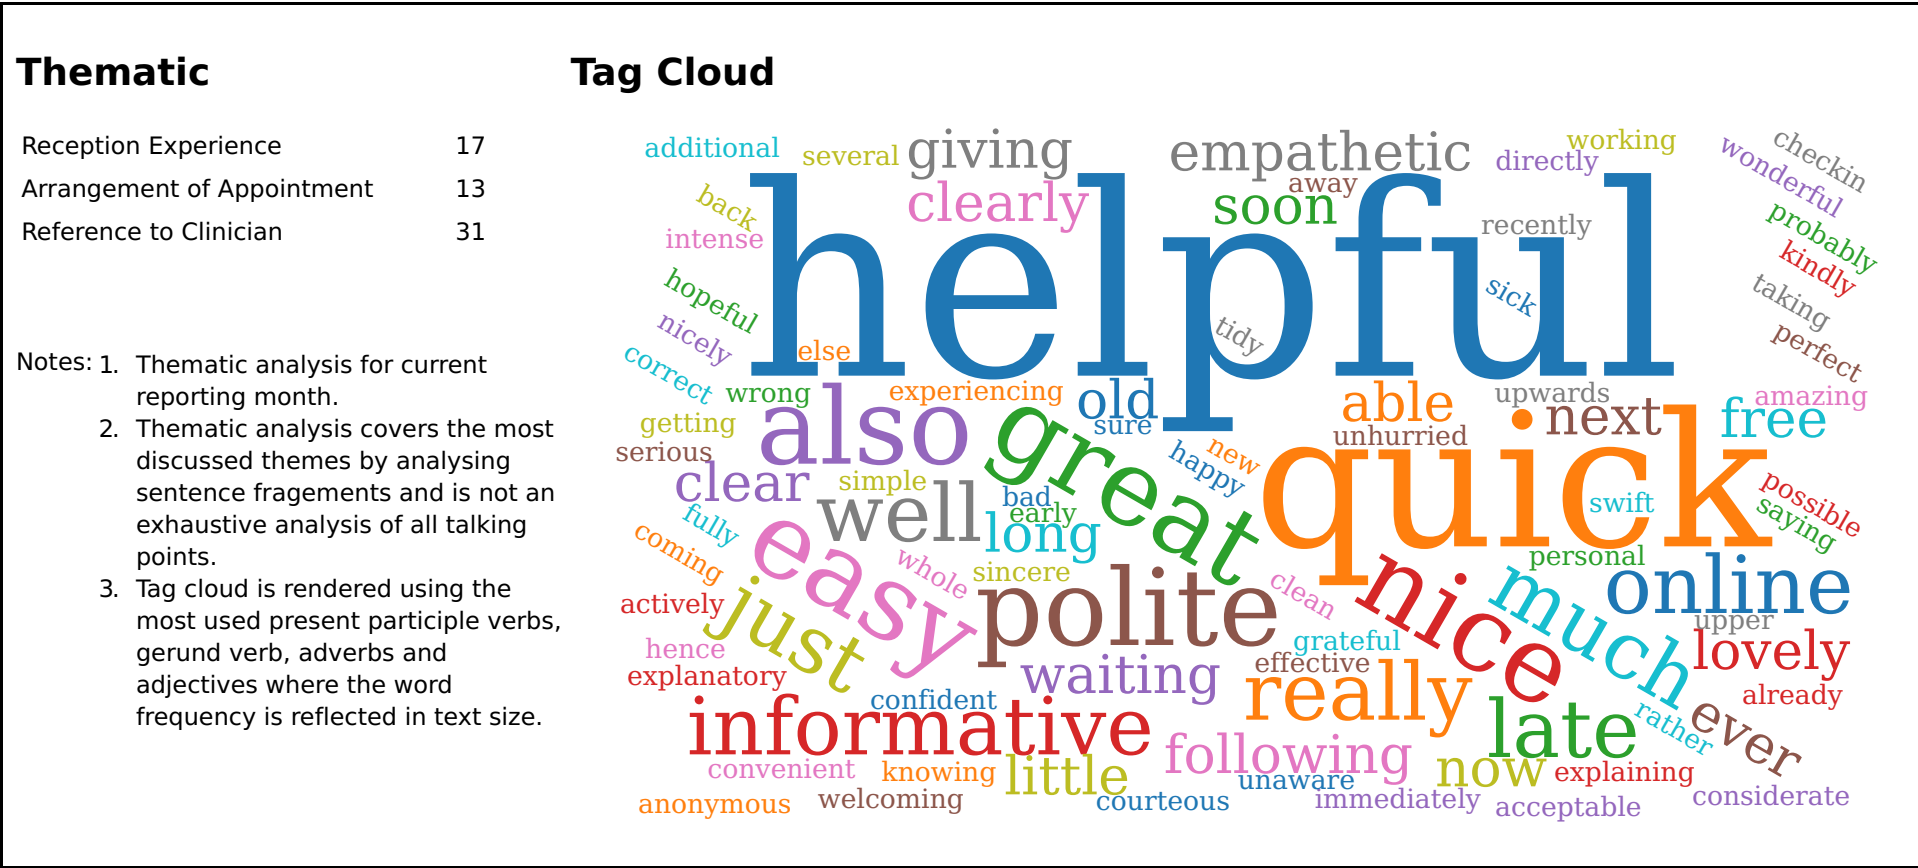 Thematic
Reception Experience 17
Arrangement of Appointment 13
Reference to Clinician 31
Notes: 1. Thematic analysis for current
reporting month.
2. Thematic analysis covers the most
discussed themes by analysing
sentence fragements and is not an
exhaustive analysis of all talking
points.
3. Tag cloud is rendered using the
most used present participle verbs,
gerund verb, adverbs and
adjectives where the word
frequency is reflected in text size.
Tag Cloud
additional
several
giving
empathetic
working
directly
checkin
wonderful
away
back
clearly
soon
recently
probably
intense
helpful
kindly
hopeful
sick
taking
nicely
tidy
perfect
else
correct
wrong
experiencing
old
able
upwards
amazing
getting
also
sure
next
free
serious
great
unhurried
new
happy
quick
clear
simple
bad
well
early
long
swift
possible
saying
fully
coming
easy
whole
sincere
personal
online
actively
just
polite
clean
nice
much
upper
hence
grateful
lovely
explanatory
waiting
effective
really
already
confident
informative
late
rather
ever
convenient
knowing
little
following
unaware
now
explaining
anonymous
welcoming
courteous
immediately
acceptable
considerate